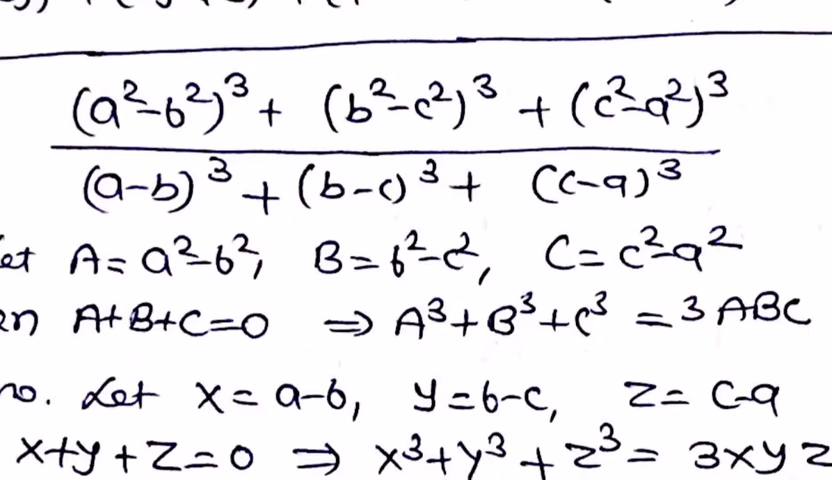 (a²-b²)³ + (b²-c²)³ + (c²-a²)³
(a-b)³ + (b-c)³ + (c-a)³
Let A = a²-b², B = b²-c², C = c²-a²
A+B+C=0 ⇒ A³+B³+C³ = 3ABC
Let x = a-b, y = b-c, z = c-a
x+y+z=0 ⇒ x³+y³+z³ = 3xyz